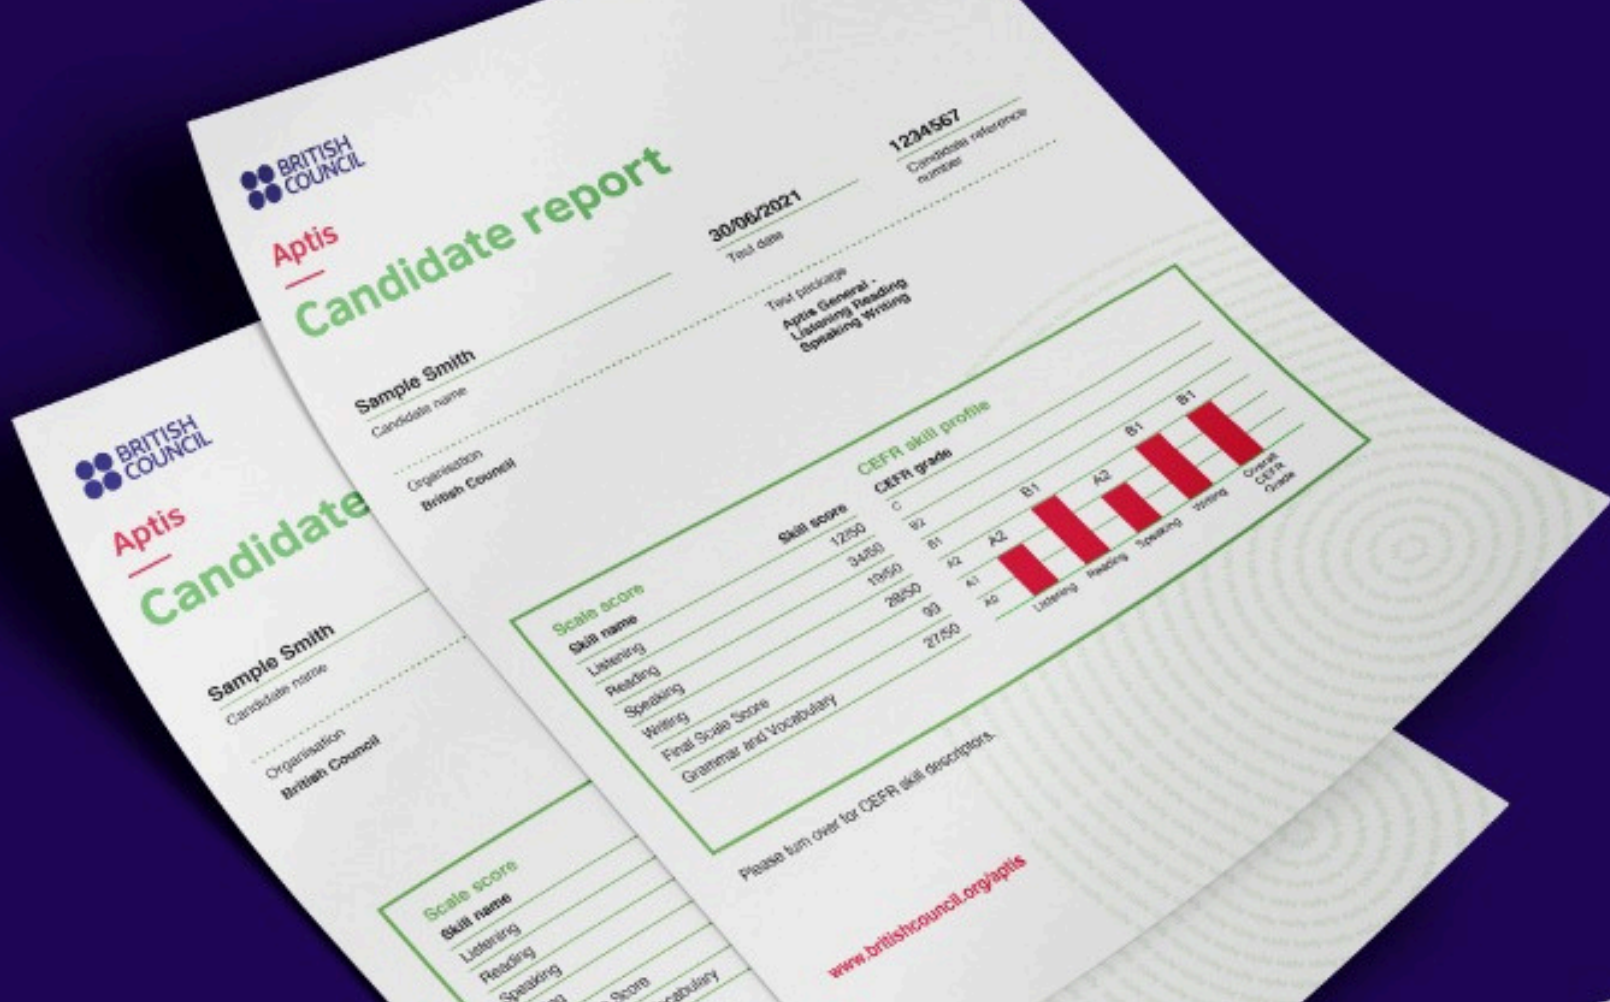 BRITISH
COUNCIL
Aptis
Candidate report
Sample Smith
Candidate name
30/06/2021
Test date
1234567
Candidate reference
number
Organisation
British Council
Test package
Aptis General -
Listening Reading
Speaking Writing
Scale score
Skill name Skill score
Listening 12/50
Reading 34/50
Speaking 19/50
Writing 28/50
Final Scale Score 93
Grammar and Vocabulary 27/50
CEFR skill profile
CEFR grade
C
B2
B1
A2
A1
A0
A2 B1 A2 B1 B1
Listening Reading Speaking Writing Overall
CEFR
Grade
Please turn over for CEFR skill descriptors.
www.britishcouncil.org/aptis
BRITISH
COUNCIL
Aptis
Candidate
Sample Smith
Candidate name
Organisation
British Council
Scale score
Skill name
Listening
Reading
Speaking
Score